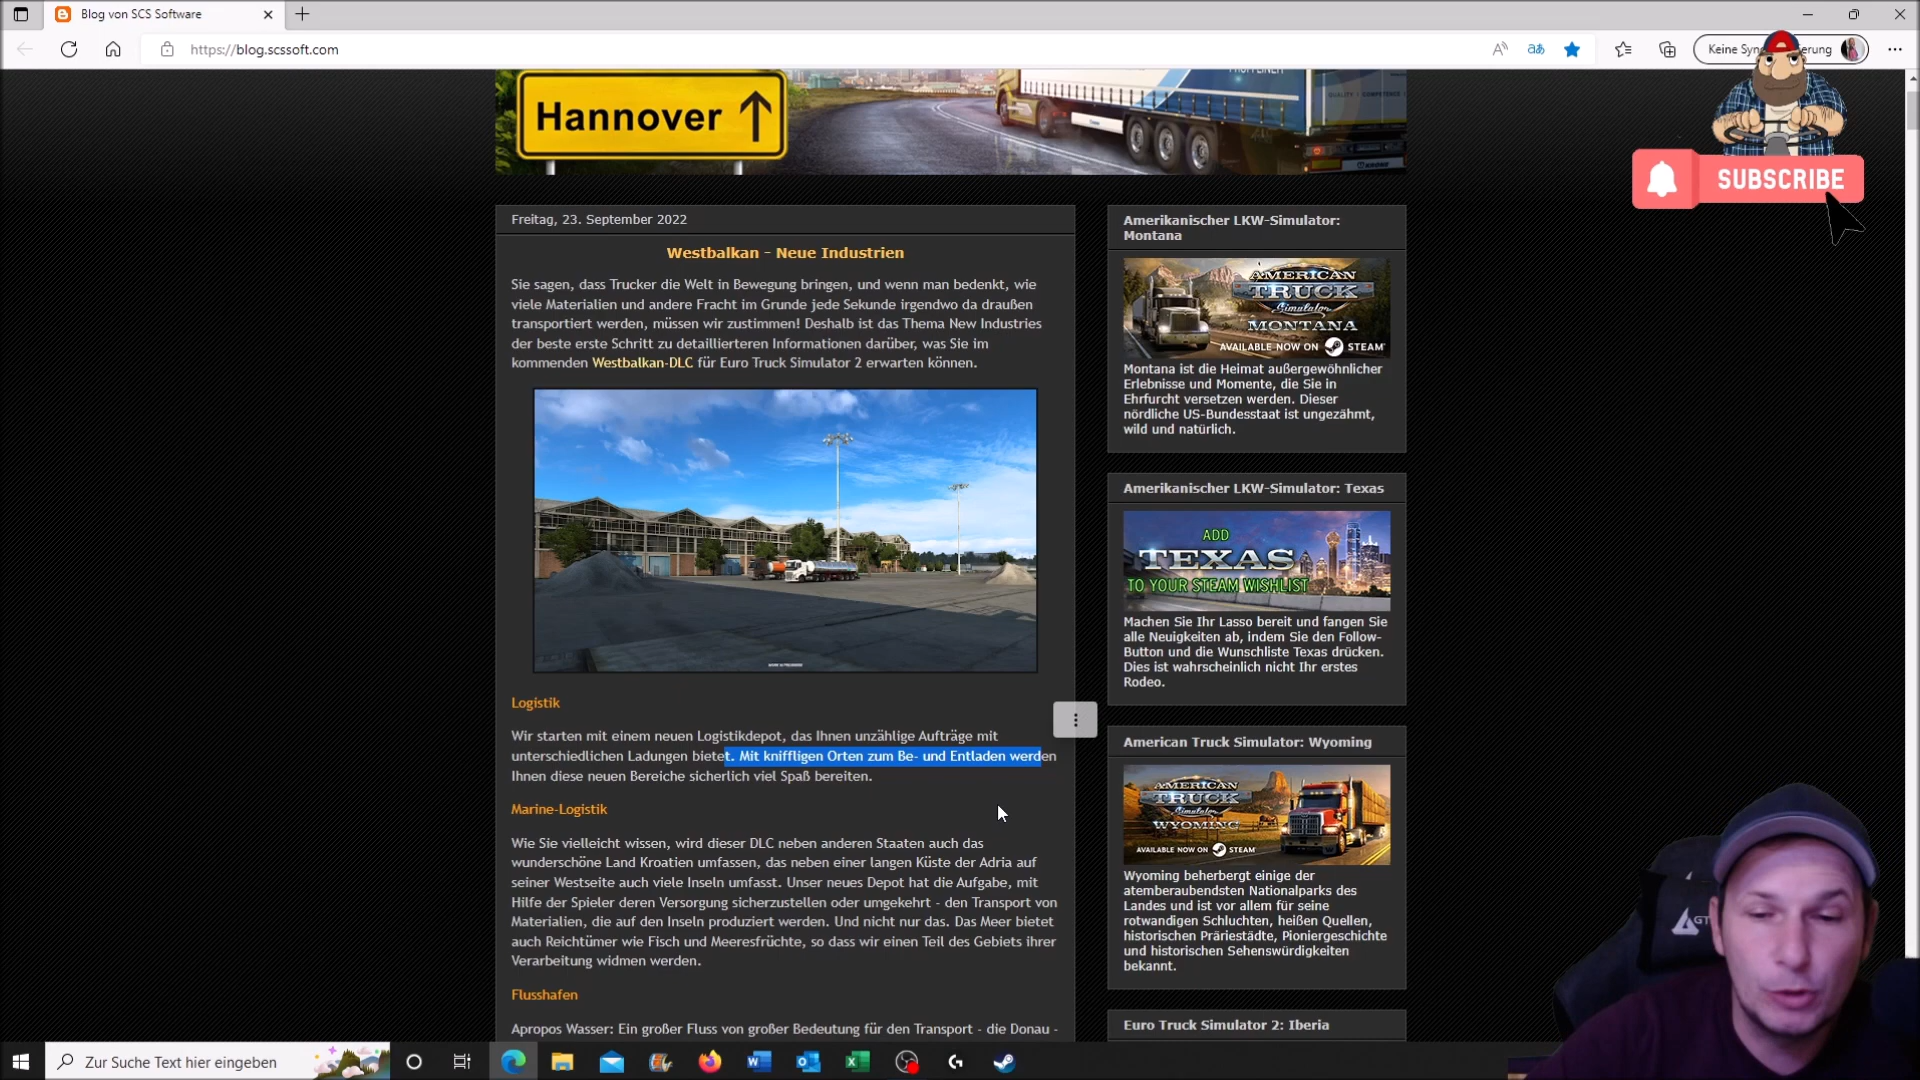 Blog von SCS Software
https://blog.scssoft.com
Keine Syn
erung
SUBSCRIBE
Hannover
PROFILINER
Freitag, 23. September 2022
Westbalkan - Neue Industrien
Sie sagen, dass Trucker die Welt in Bewegung bringen, und wenn man bedenkt, wie
viele Materialien und andere Fracht im Grunde jede Sekunde irgendwo da draußen
transportiert werden, müssen wir zustimmen! Deshalb ist das Thema New Industries
der beste erste Schritt zu detaillierteren Informationen darüber, was Sie im
kommenden Westbalkan-DLC für Euro Truck Simulator 2 erwarten können.
Logistik
Wir starten mit einem neuen Logistikdepot, das Ihnen unzählige Aufträge mit
unterschiedlichen Ladungen bietet. Mit kniffligen Orten zum Be- und Entladen werden
Ihnen diese neuen Bereiche sicherlich viel Spaß bereiten.
Marine-Logistik
Wie Sie vielleicht wissen, wird dieser DLC neben anderen Staaten auch das
wunderschöne Land Kroatien umfassen, das neben einer langen Küste der Adria auf
seiner Westseite auch viele Inseln umfasst. Unser neues Depot hat die Aufgabe, mit
Hilfe der Spieler deren Versorgung sicherzustellen oder umgekehrt - den Transport von
Materialien, die auf den Inseln produziert werden. Und nicht nur das. Das Meer bietet
auch Reichtümer wie Fisch und Meeresfrüchte, so dass wir einen Teil des Gebiets ihrer
Verarbeitung widmen werden.
Flusshafen
Apropos Wasser: Ein großer Fluss von großer Bedeutung für den Transport - die Donau -
Amerikanischer LKW-Simulator:
Montana
AMERICAN
TRUCK
Simulator
MONTANA
AVAILABLE NOW ON STEAM
Montana ist die Heimat außergewöhnlicher
Erlebnisse und Momente, die Sie in
Ehrfurcht versetzen werden. Dieser
nördliche US-Bundesstaat ist ungezähmt,
wild und natürlich.
Amerikanischer LKW-Simulator: Texas
ADD
TEXAS
TO YOUR STEAM WISHLIST
Machen Sie Ihr Lasso bereit und fangen Sie
alle Neuigkeiten ab, indem Sie den Follow-
Button und die Wunschliste Texas drücken.
Dies ist wahrscheinlich nicht Ihr erstes
Rodeo.
American Truck Simulator: Wyoming
AMERICAN
TRUCK
Simulator
WYOMING
AVAILABLE NOW ON STEAM
Wyoming beherbergt einige der
atemberaubendsten Nationalparks des
Landes und ist vor allem für seine
rotwandigen Schluchten, heißen Quellen,
historischen Präriestädte, Pioniergeschichte
und historischen Sehenswürdigkeiten
bekannt.
Euro Truck Simulator 2: Iberia
GT
Zur Suche Text hier eingeben